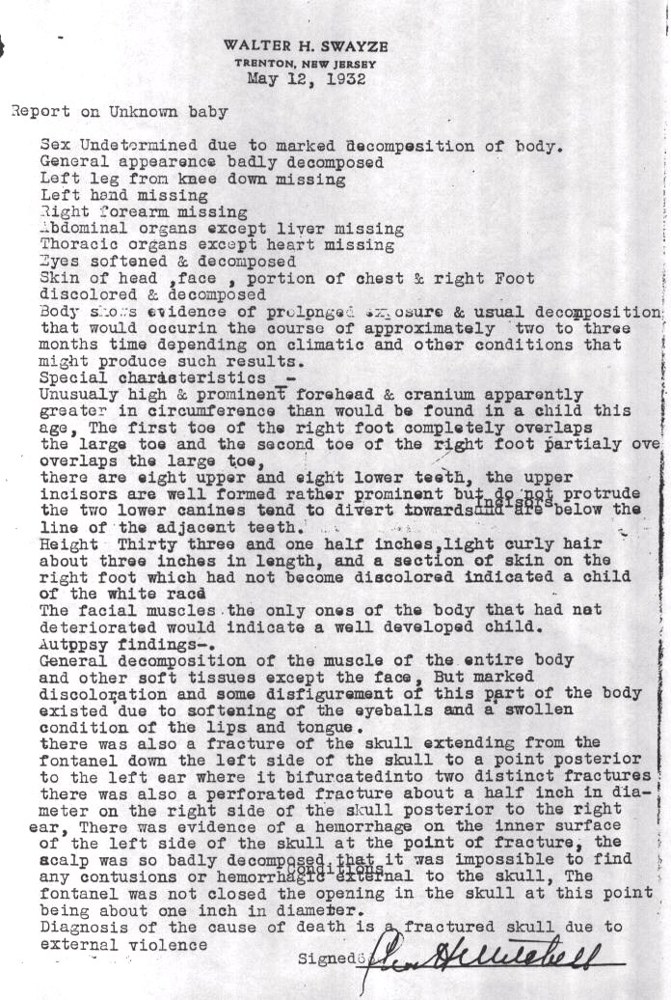 WALTER H. SWAYZE
TRENTON, NEW JERSEY
May 12, 1932
Report on Unknown baby
Sex Undetermined due to marked decomposition of body.
General appearence badly decomposed
Left leg from knee down missing
Left hand missing
Right forearm missing
Abdominal organs except liver missing
Thoracic organs except heart missing
Eyes softened & decomposed
Skin of head ,face , portion of chest & right Foot
discolored & decomposed
Body shows evidence of prolpnged exposure & usual decomposition
that would occurin the course of approximately two to three
months time depending on climatic and other conditions that
might produce such results.
Special characteristics -
Unusualy high & prominent forehead & cranium apparently
greater in circumference than would be found in a child this
age, The first toe of the right foot completely overlaps
the large toe and the second toe of the right foot partialy ove
overlaps the large toe,
there are eight upper and eight lower teeth, the upper
incisors are well formed rather prominent but do not protrude
incisors
the two lower canines tend to divert towardsand are below the
line of the adjacent teeth.
Height Thirty three and one half inches,light curly hair
about three inches in length, and a section of skin on the
right foot which had not become discolored indicated a child
of the white race
The facial muscles the only ones of the body that had not
deteriorated would indicate a well developed child.
Autppsy findings-.
General decomposition of the muscle of the entire body
and other soft tissues except the face, But marked
discoloration and some disfigurement of this part of the body
existed due to softening of the eyeballs and a swollen
condition of the lips and tongue.
there was also a fracture of the skull extending from the
fontanel down the left side of the skull to a point posterior
to the left ear where it bifurcatedinto two distinct fractures
there was also a perforated fracture about a half inch in dia-
meter on the right side of the skull posterior to the right
ear, There was evidence of a hemorrhage on the inner surface
of the left side of the skull at the point of fracture, the
scalp was so badly decomposed that it was impossible to find
conditions
any contusions or hemorrhagic external to the skull, The
fontanel was not closed the opening in the skull at this point
being about one inch in diameter.
Diagnosis of the cause of death is a fractured skull due to
external violence
Signed H Mitchell